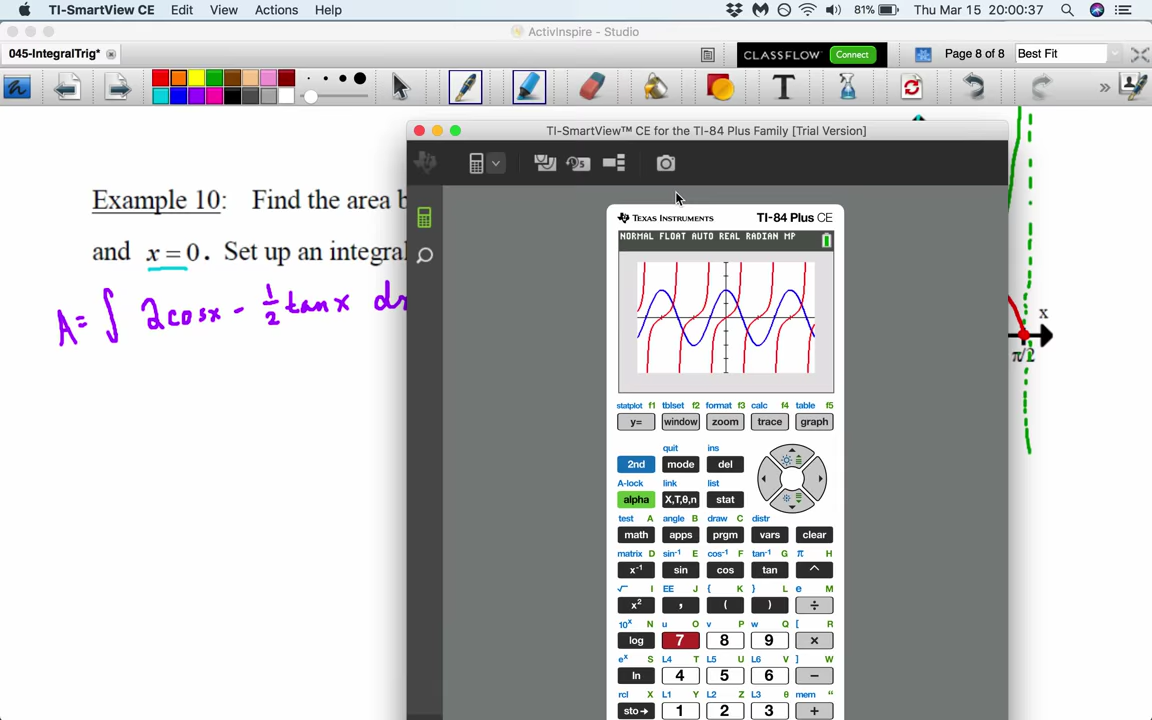 TI-SmartView CE Edit View Actions Help 81% Thu Mar 15 20:00:37
ActivInspire - Studio
045-IntegralTrig*
CLASSFLOW Connect Page 8 of 8 Best Fit
T »
TI-SmartView™ CE for the TI-84 Plus Family [Trial Version]
Example 10: Find the area b
and x = 0. Set up an integral
A= ∫ 2cosx - 1/2 tanx dx
x
π/2
TEXAS INSTRUMENTS TI-84 Plus CE
NORMAL FLOAT AUTO REAL RADIAN MP
statplot f1 tblset f2 format f3 calc f4 table f5
y= window zoom trace graph
quit ins
2nd mode del
A-lock link list
alpha X,T,θ,n stat
test A angle B draw C distr
math apps prgm vars clear
matrix D sin⁻¹ E cos⁻¹ F tan⁻¹ G π H
x⁻¹ sin cos tan ^
√ I EE J { K } L e M
x² , ( ) ÷
10ˣ N u O v P w Q [ R
log 7 8 9 ×
eˣ S L4 T L5 U L6 V ] W
ln 4 5 6 −
rcl X L1 Y L2 Z L3 θ mem "
sto→ 1 2 3 +